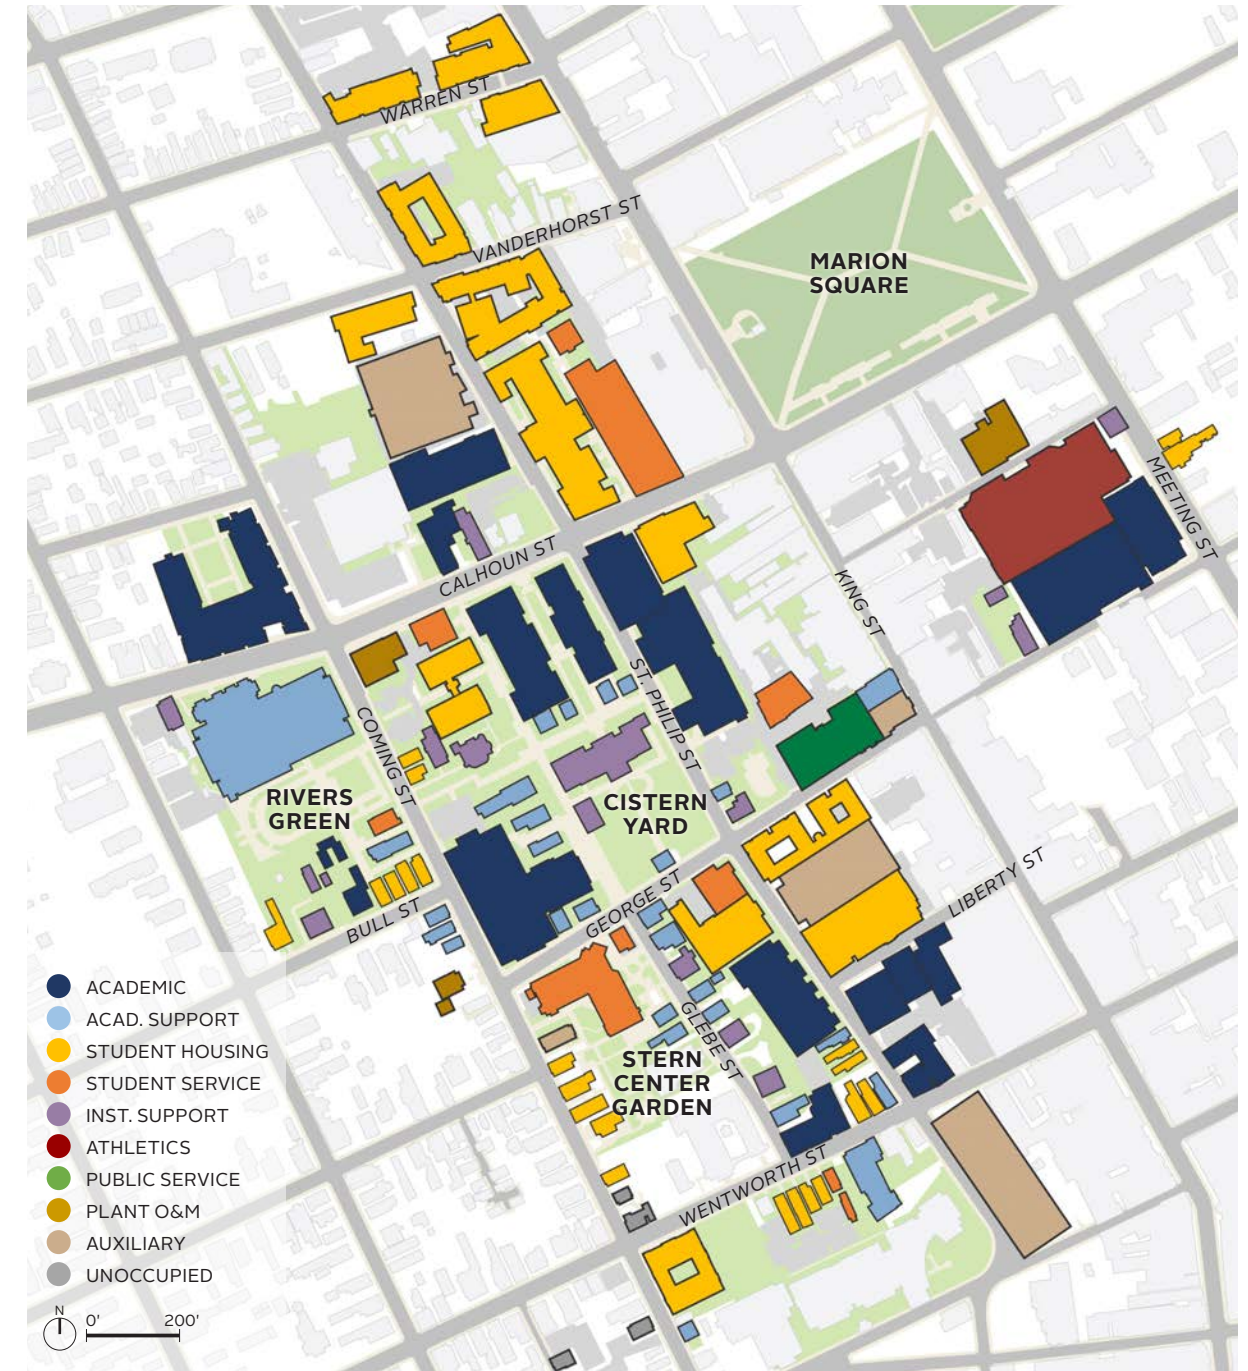 WARREN ST
VANDERHORST ST
MARION
SQUARE
MEETING ST
CALHOUN ST
KING ST
ST. PHILIP ST
COMING ST
RIVERS
GREEN
CISTERN
YARD
LIBERTY ST
GEORGE ST
BULL ST
GLEBE ST
STERN
CENTER
GARDEN
WENTWORTH ST
ACADEMIC
ACAD. SUPPORT
STUDENT HOUSING
STUDENT SERVICE
INST. SUPPORT
ATHLETICS
PUBLIC SERVICE
PLANT O&M
AUXILIARY
UNOCCUPIED
N
0' 200'